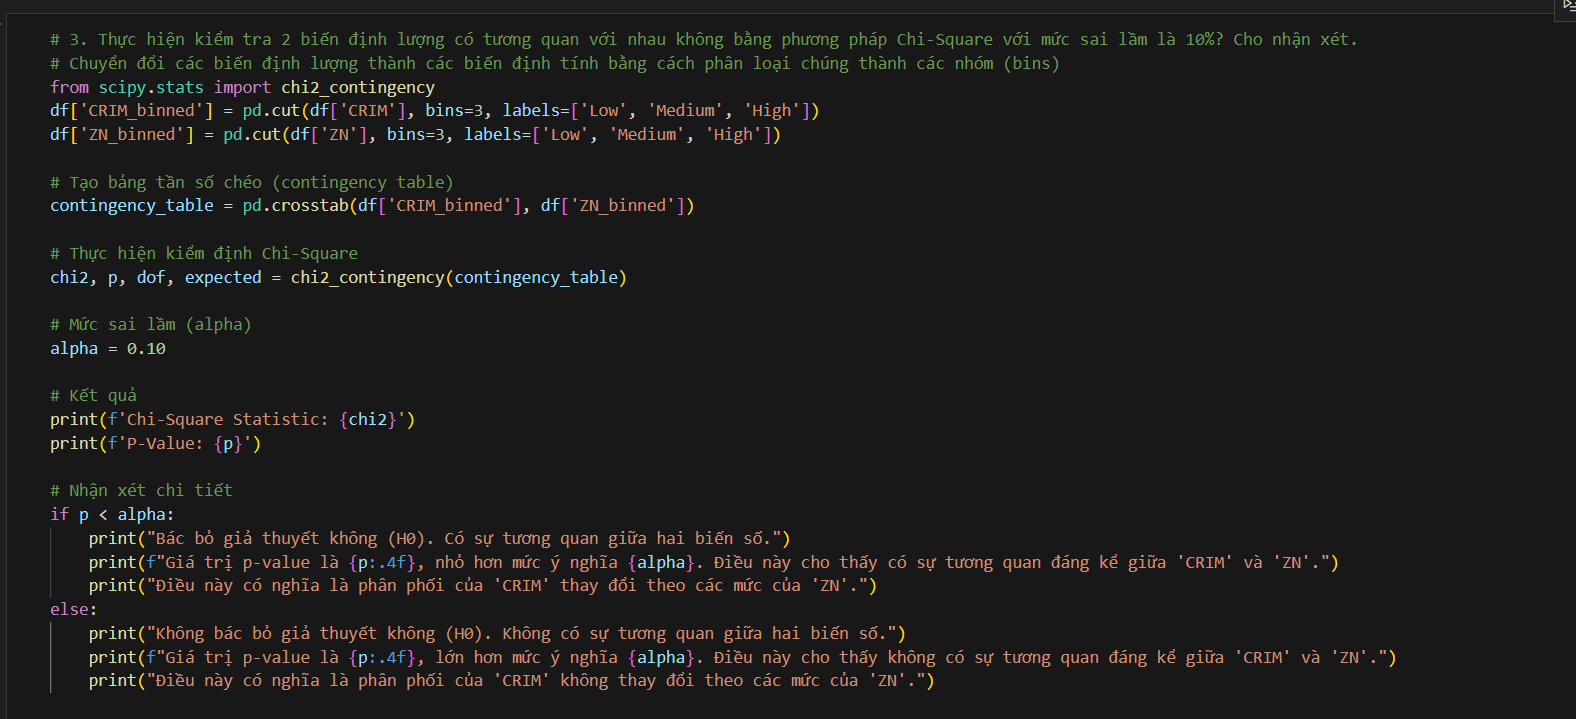 # 3. Thực hiện kiểm tra 2 biến định lượng có tương quan với nhau không bằng phương pháp Chi-Square với mức sai lầm là 10%? Cho nhận xét.
# Chuyển đổi các biến định lượng thành các biến định tính bằng cách phân loại chúng thành các nhóm (bins)
from scipy.stats import chi2_contingency
df['CRIM_binned'] = pd.cut(df['CRIM'], bins=3, labels=['Low', 'Medium', 'High'])
df['ZN_binned'] = pd.cut(df['ZN'], bins=3, labels=['Low', 'Medium', 'High'])
# Tạo bảng tần số chéo (contingency table)
contingency_table = pd.crosstab(df['CRIM_binned'], df['ZN_binned'])
# Thực hiện kiểm định Chi-Square
chi2, p, dof, expected = chi2_contingency(contingency_table)
# Mức sai lầm (alpha)
alpha = 0.10
# Kết quả
print(f'Chi-Square Statistic: {chi2}')
print(f'P-Value: {p}')
# Nhận xét chi tiết
if p < alpha:
    print("Bác bỏ giả thuyết không (H0). Có sự tương quan giữa hai biến số.")
    print(f"Giá trị p-value là {p:.4f}, nhỏ hơn mức ý nghĩa {alpha}. Điều này cho thấy có sự tương quan đáng kể giữa 'CRIM' và 'ZN'.")
    print("Điều này có nghĩa là phân phối của 'CRIM' thay đổi theo các mức của 'ZN'.")
else:
    print("Không bác bỏ giả thuyết không (H0). Không có sự tương quan giữa hai biến số.")
    print(f"Giá trị p-value là {p:.4f}, lớn hơn mức ý nghĩa {alpha}. Điều này cho thấy không có sự tương quan đáng kể giữa 'CRIM' và 'ZN'.")
    print("Điều này có nghĩa là phân phối của 'CRIM' không thay đổi theo các mức của 'ZN'.")